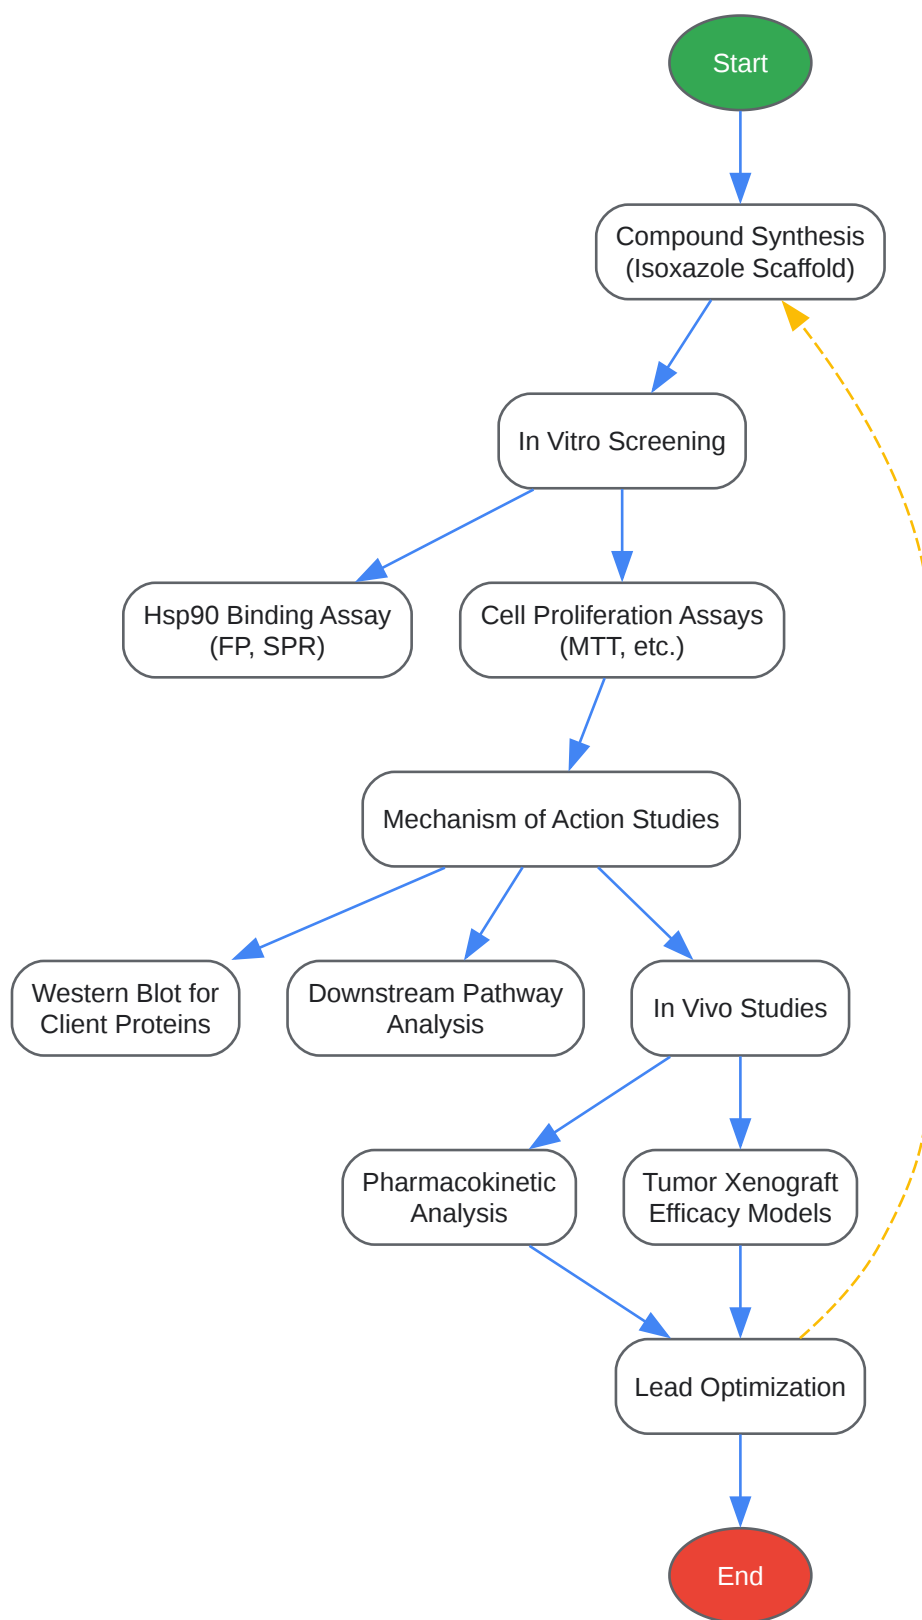 Start
Compound Synthesis
(Isoxazole Scaffold)
In Vitro Screening
Hsp90 Binding Assay
(FP, SPR)
Cell Proliferation Assays
(MTT, etc.)
Mechanism of Action Studies
Western Blot for
Client Proteins
Downstream Pathway
Analysis
In Vivo Studies
Pharmacokinetic
Analysis
Tumor Xenograft
Efficacy Models
Lead Optimization
End